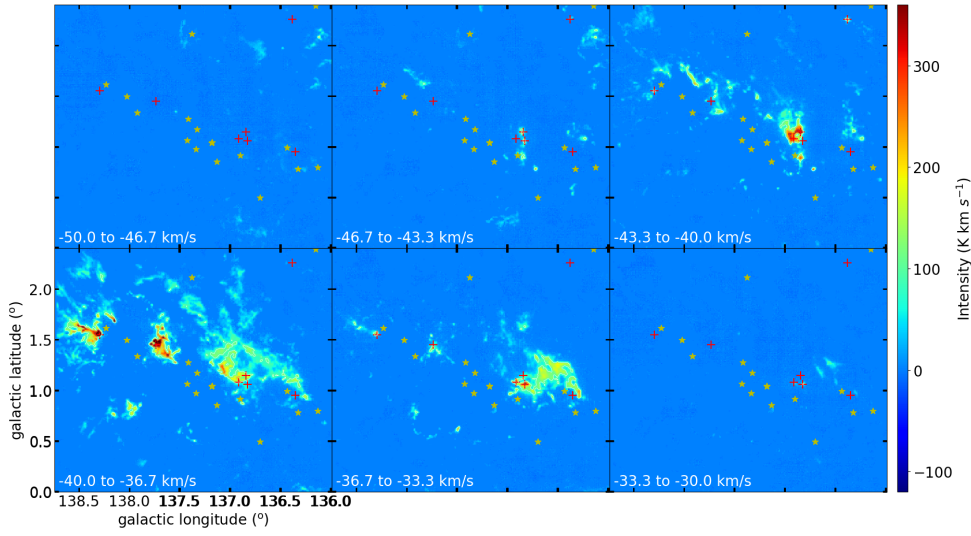 -50.0 to -46.7 km/s
-46.7 to -43.3 km/s
-43.3 to -40.0 km/s
-40.0 to -36.7 km/s
-36.7 to -33.3 km/s
-33.3 to -30.0 km/s
2.0
1.5
1.0
0.5
0.0
galactic latitude (⁰)
138.5 138.0 137.5 137.0 136.5 136.0
galactic longitude (⁰)
300
200
100
0
−100
Intensity (K km s⁻¹)